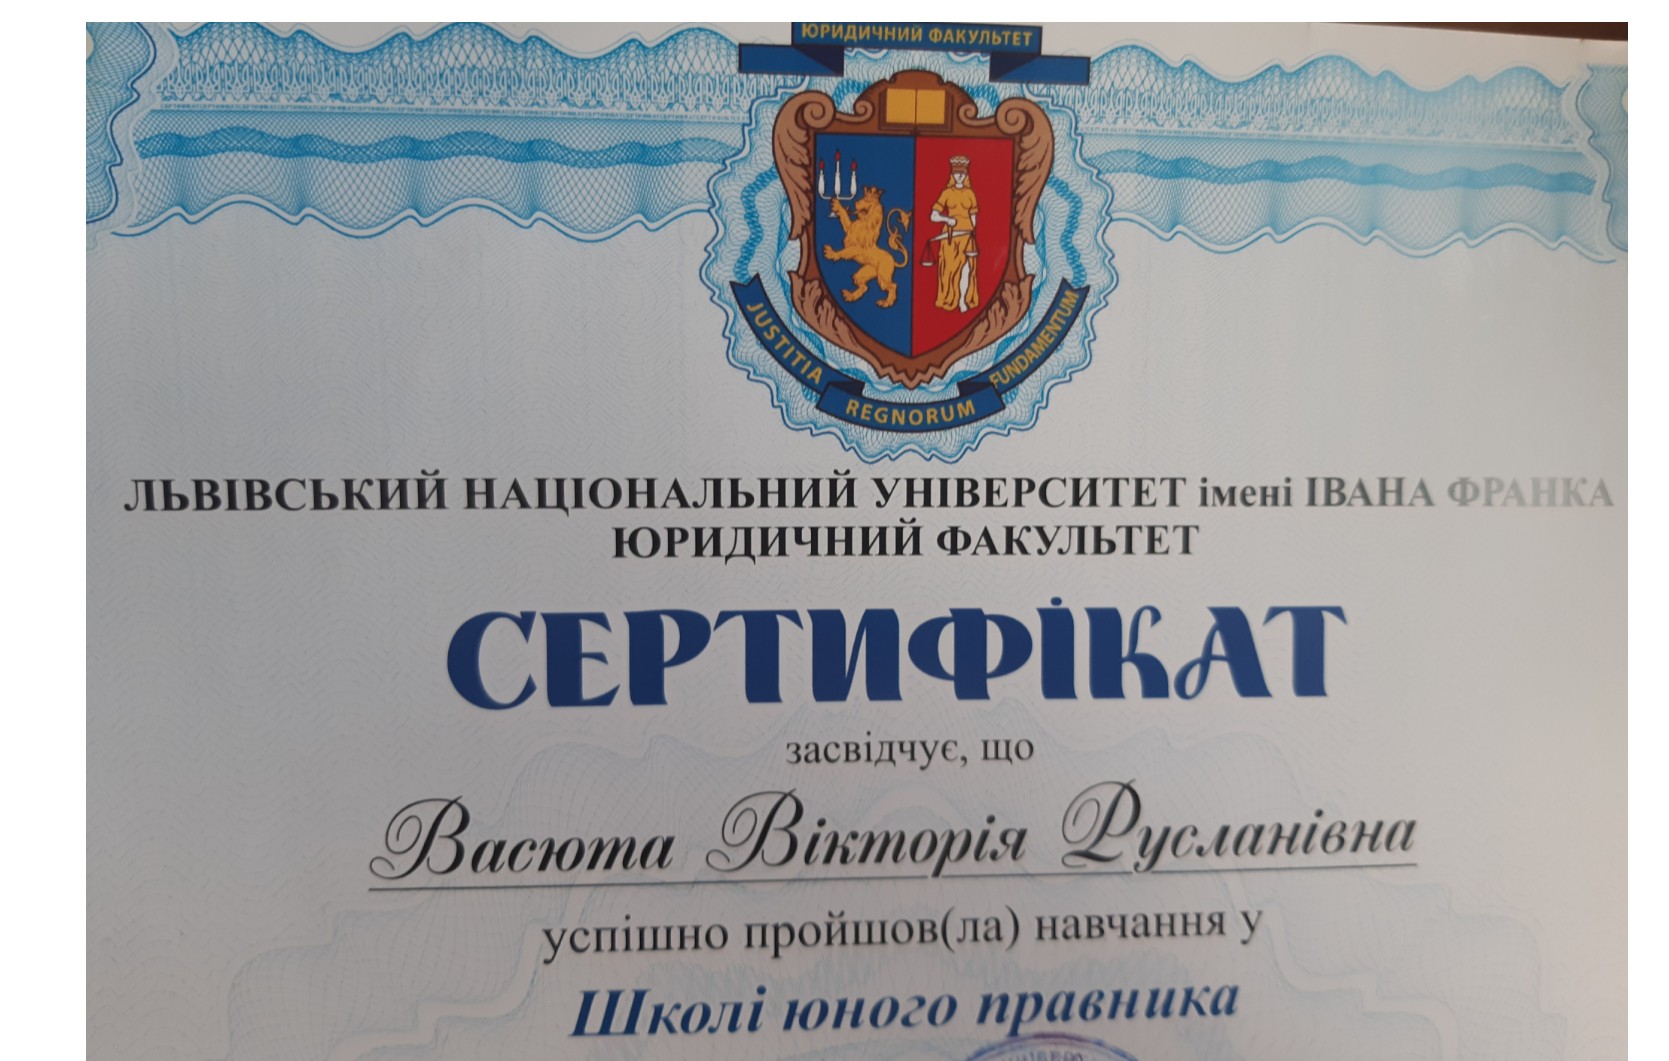 ЮРИДИЧНИЙ ФАКУЛЬТЕТ
JUSTITIA
REGNORUM
FUNDAMENTUM
ЛЬВІВСЬКИЙ НАЦІОНАЛЬНИЙ УНІВЕРСИТЕТ імені ІВАНА ФРАНКА
ЮРИДИЧНИЙ ФАКУЛЬТЕТ
СЕРТИФІКАТ
засвідчує, що
Васюта Вікторія Русланівна
успішно пройшов(ла) навчання у
Школі юного правника